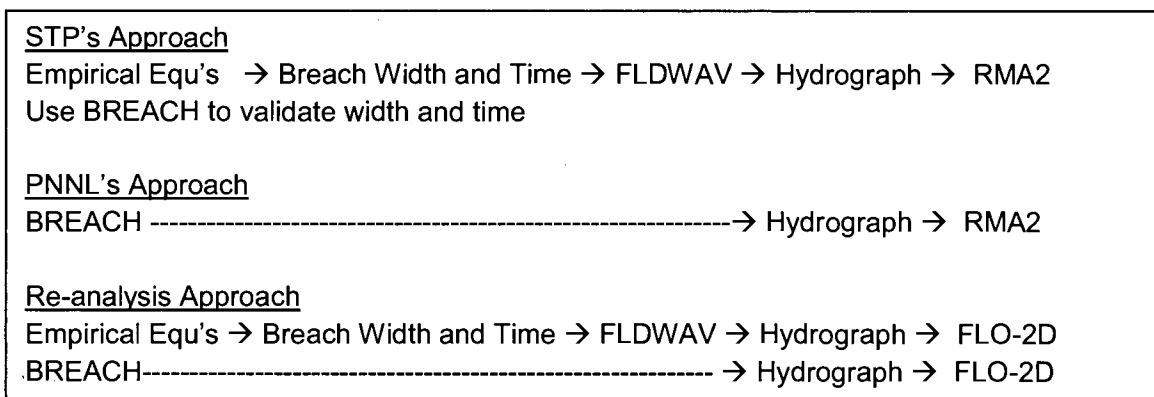 STP's Approach
Empirical Equ's → Breach Width and Time → FLDWAV → Hydrograph → RMA2
Use BREACH to validate width and time
PNNL's Approach
BREACH -------------------------------------------------------------→ Hydrograph → RMA2
Re-analysis Approach
Empirical Equ's → Breach Width and Time → FLDWAV → Hydrograph → FLO-2D
BREACH------------------------------------------------------------ → Hydrograph → FLO-2D